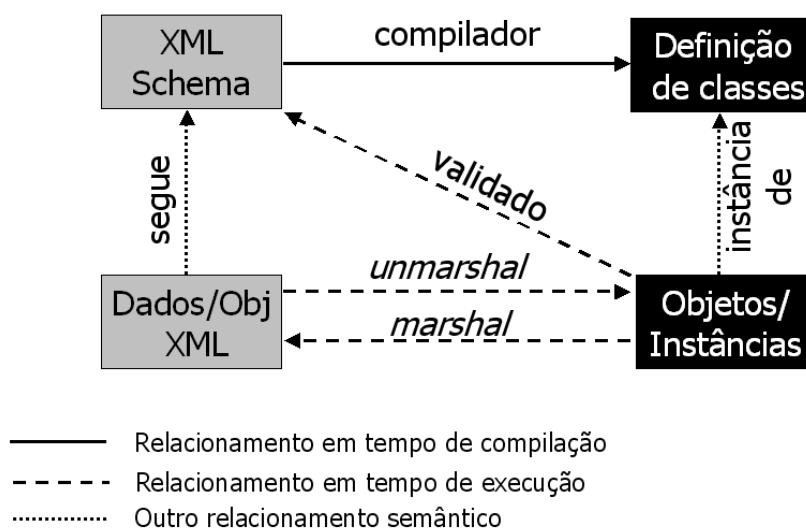 XML
Schema
compilador
Definição
de classes
segue
validado
instância
de
unmarshal
Dados/Obj
XML
marshal
Objetos/
Instâncias
Relacionamento em tempo de compilação
Relacionamento em tempo de execução
Outro relacionamento semântico